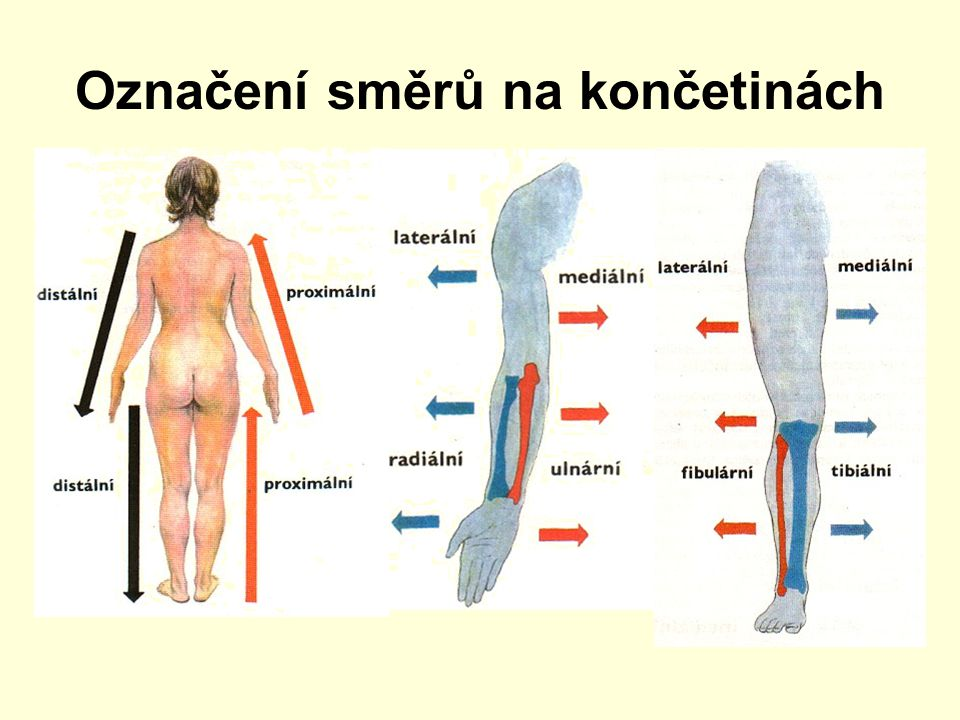 Označení směrů na končetinách
distální
proximální
distální
proximální
laterální
mediální
radiální
ulnární
laterální
mediální
fibulární
tibiální